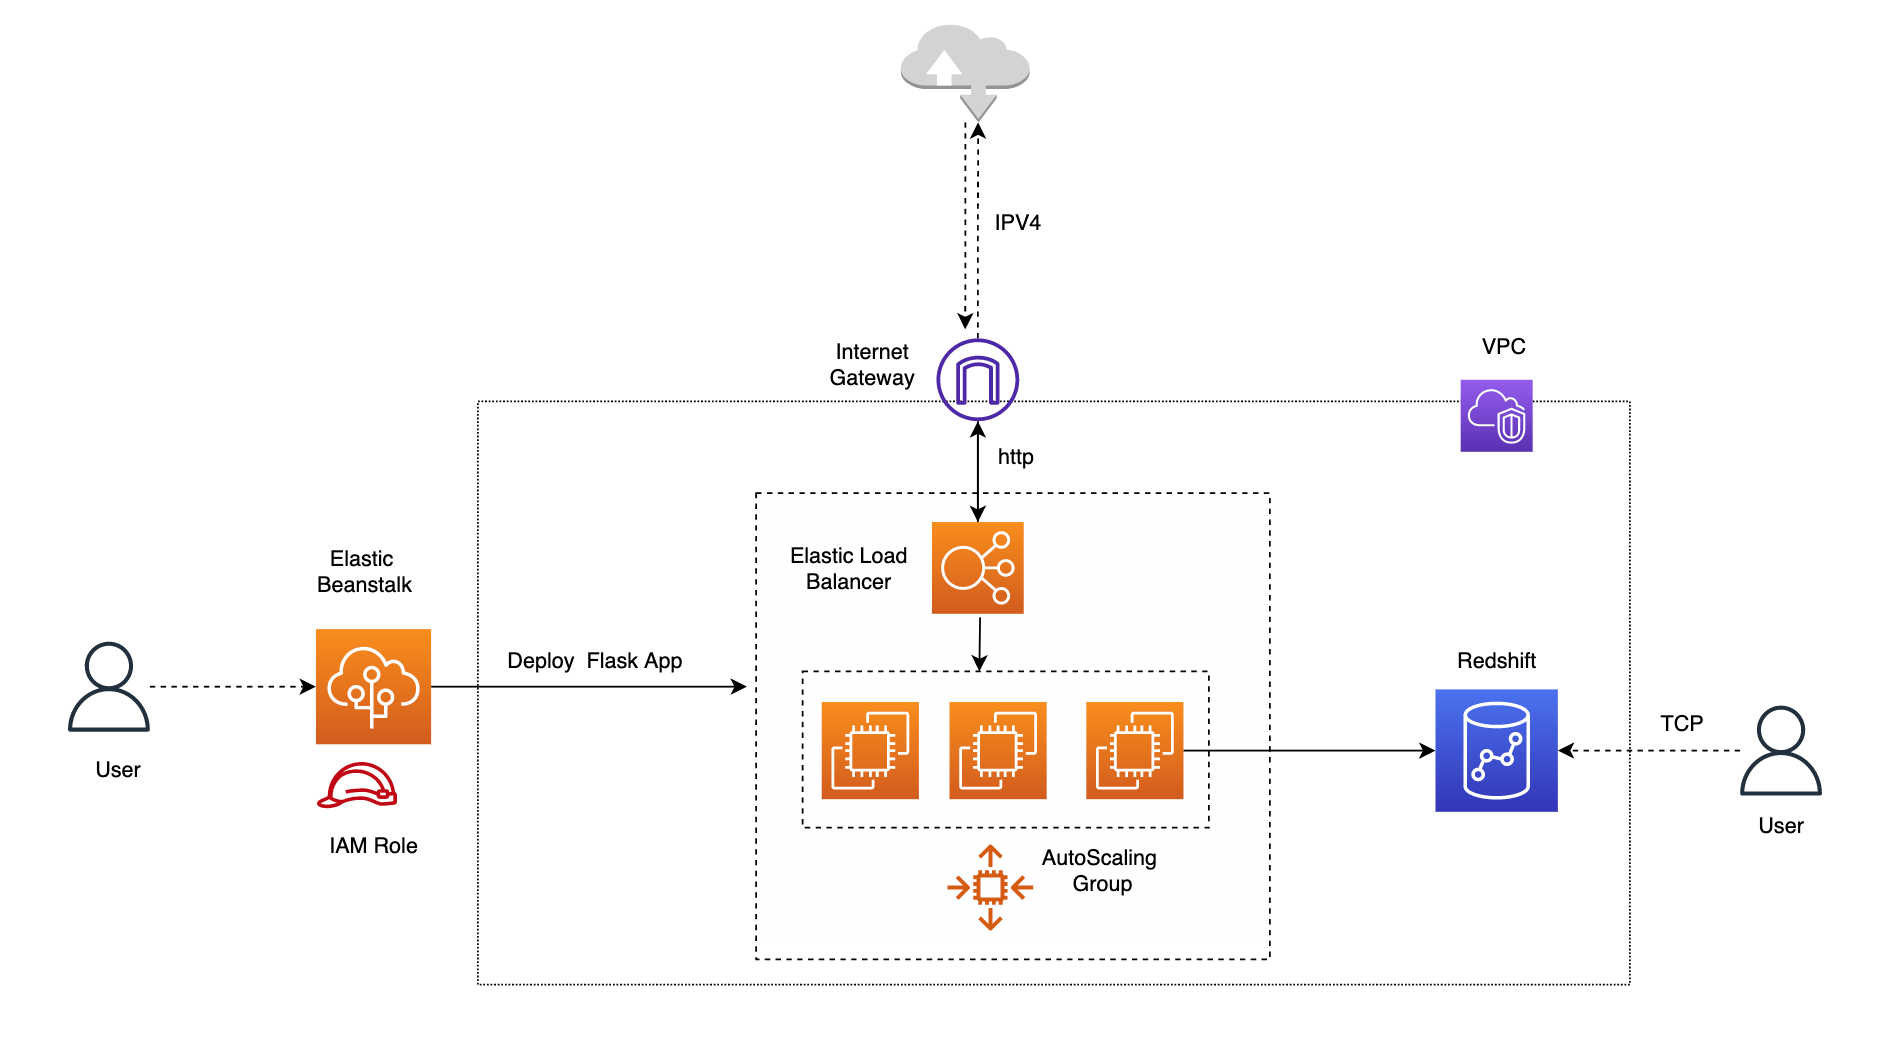 IPV4
Internet
Gateway
VPC
http
Elastic Load
Balancer
Elastic
Beanstalk
Deploy  Flask App
Redshift
TCP
User
IAM Role
User
AutoScaling
Group